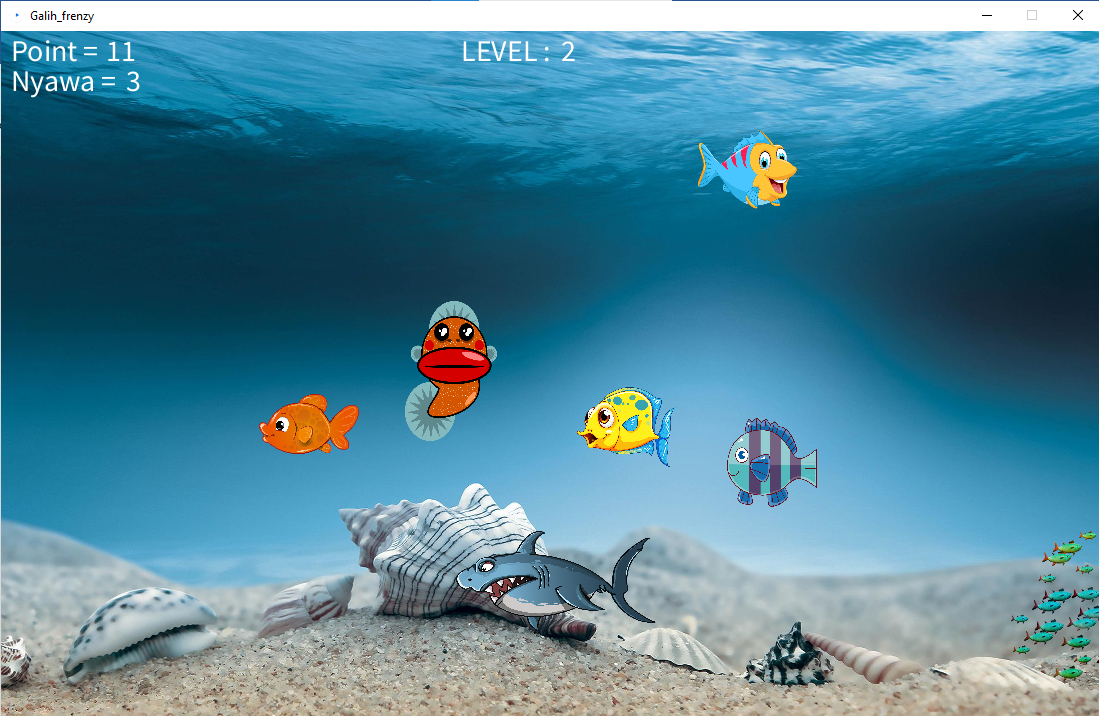 Galih_frenzy
Point = 11
LEVEL : 2
Nyawa = 3